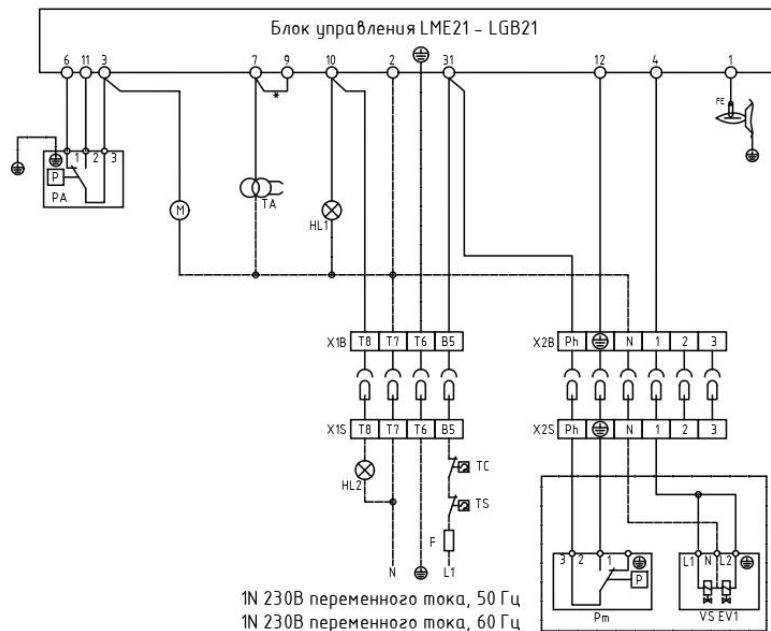 Блок управления LME21 - LGB21
6 11 3 7 9 10 2 31 12 4 1
*
FE
1 2 3
P
PA
M
TA
HL1
X1B T8 T7 T6 B5
X2B Ph N 1 2 3
X1S T8 T7 T6 B5
X2S Ph N 1 2 3
HL2
TC
TS
F
N L1
3 2 1
P
Pm
L1 N L2
VS EV1
1N 230В переменного тока, 50 Гц
1N 230В переменного тока, 60 Гц